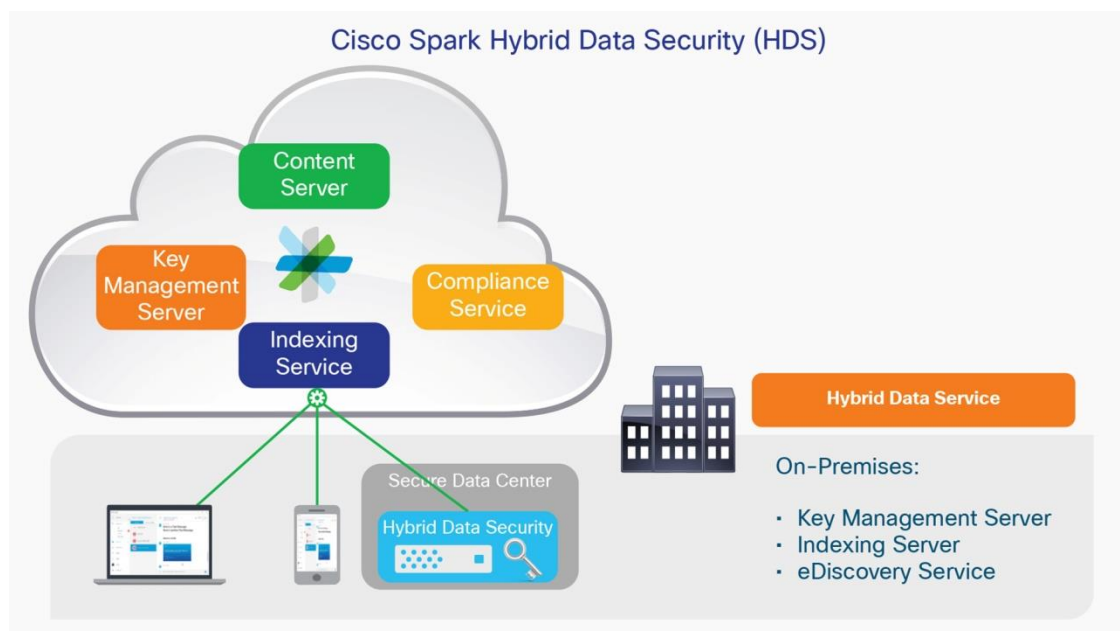 Cisco Spark Hybrid Data Security (HDS)
Content
Server
Key
Management
Server
Compliance
Service
Indexing
Service
Hybrid Data Service
Secure Data Center
Hybrid Data Security
On-Premises:
· Key Management Server
· Indexing Server
· eDiscovery Service